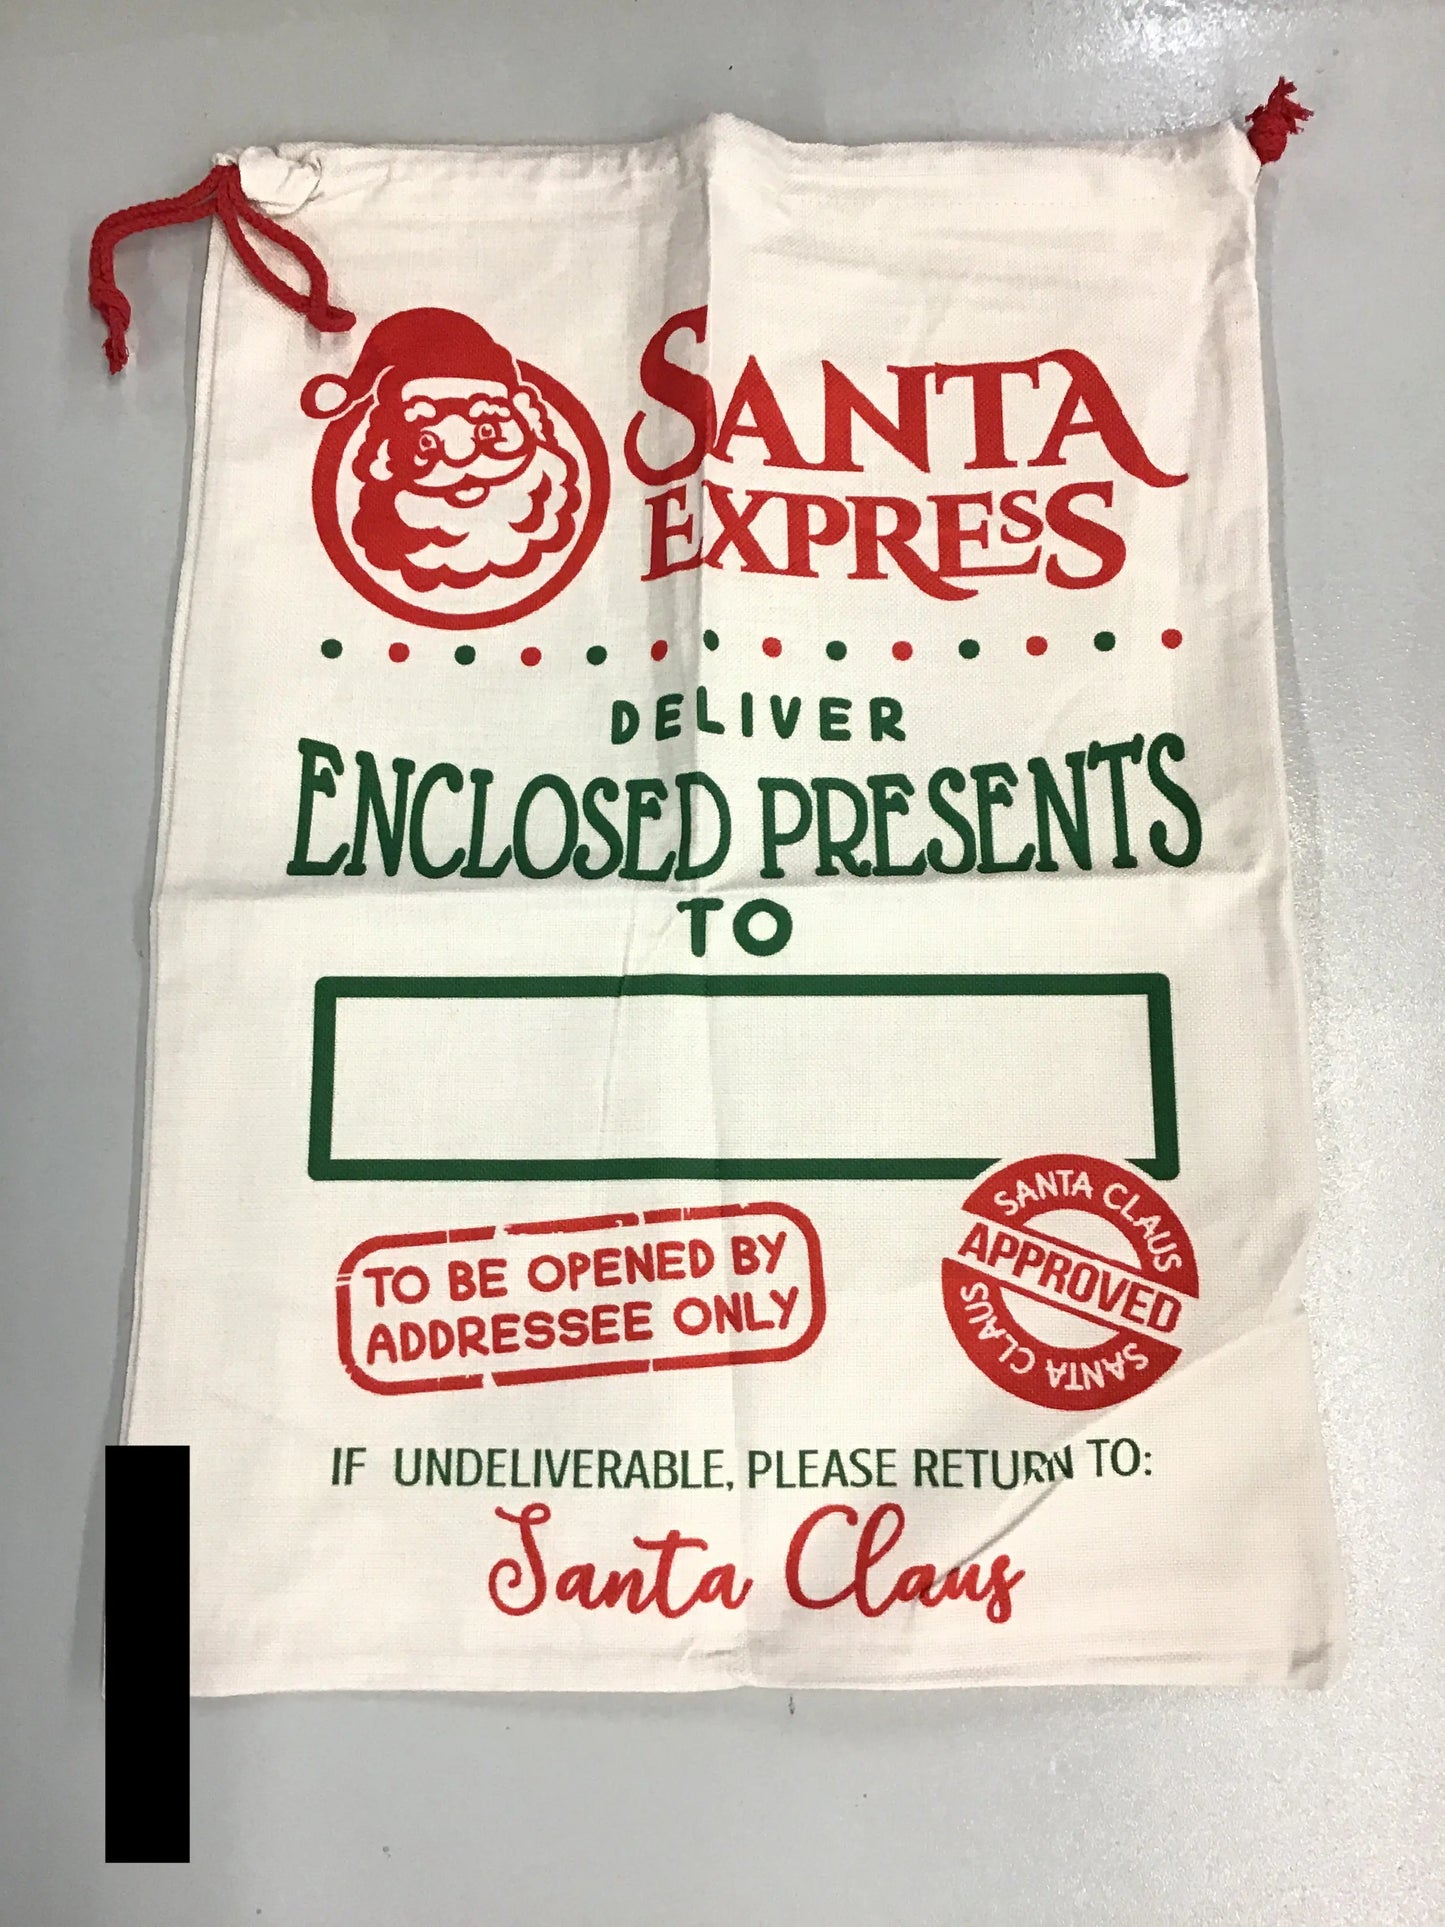 SANTA
EXPRESS
DELIVER
ENCLOSED PRESENTS
TO
TO BE OPENED BY
ADDRESSEE ONLY
SANTA CLAUS
APPROVED
SANTA CLAUS
IF UNDELIVERABLE, PLEASE RETURN TO:
Santa Claus